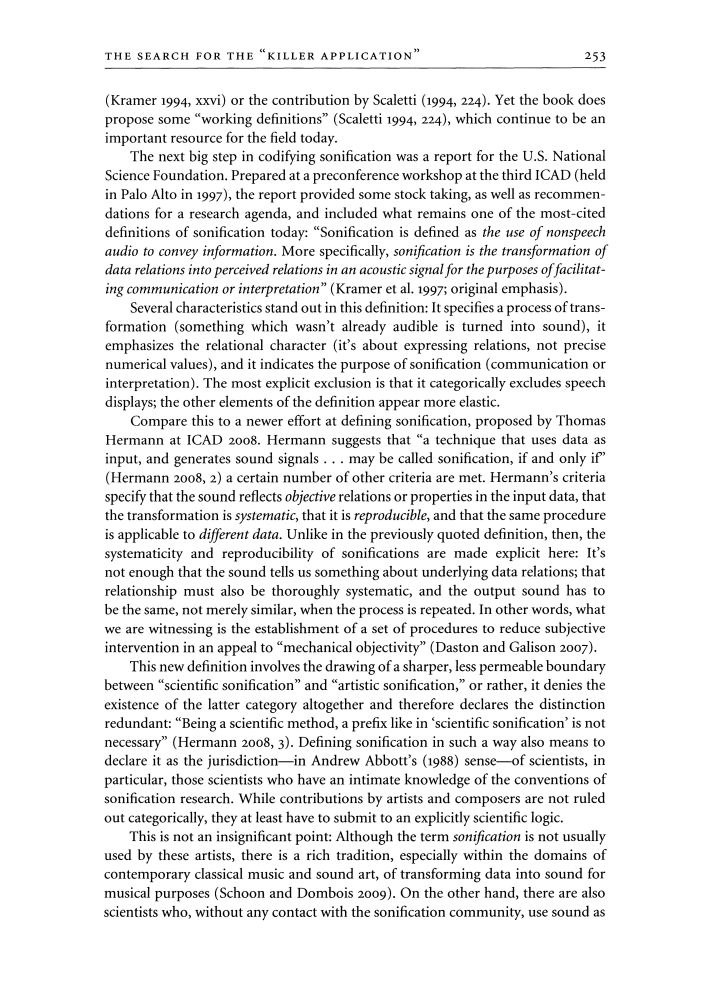 THE SEARCH FOR THE “KILLER APPLICATION” 253
(Kramer 1994, xxvi) or the contribution by Scaletti (1994, 224). Yet the book does
propose some “working definitions” (Scaletti 1994, 224), which continue to be an
important resource for the field today.
The next big step in codifying sonification was a report for the U.S. National
Science Foundation. Prepared at a preconference workshop at the third ICAD (held
in Palo Alto in 1997), the report provided some stock taking, as well as recommen-
dations for a research agenda, and included what remains one of the most-cited
definitions of sonification today: “Sonification is defined as the use of nonspeech
audio to convey information. More specifically, sonification is the transformation of
data relations into perceived relations in an acoustic signal for the purposes of facilitat-
ing communication or interpretation” (Kramer et al. 1997; original emphasis).
Several characteristics stand out in this definition: It specifies a process of trans-
formation (something which wasn’t already audible is turned into sound), it
emphasizes the relational character (it’s about expressing relations, not precise
numerical values), and it indicates the purpose of sonification (communication or
interpretation). The most explicit exclusion is that it categorically excludes speech
displays; the other elements of the definition appear more elastic.
Compare this to a newer effort at defining sonification, proposed by Thomas
Hermann at ICAD 2008. Hermann suggests that “a technique that uses data as
input, and generates sound signals . . . may be called sonification, if and only if”
(Hermann 2008, 2) a certain number of other criteria are met. Hermann’s criteria
specify that the sound reflects objective relations or properties in the input data, that
the transformation is systematic, that it is reproducible, and that the same procedure
is applicable to different data. Unlike in the previously quoted definition, then, the
systematicity and reproducibility of sonifications are made explicit here: It’s
not enough that the sound tells us something about underlying data relations; that
relationship must also be thoroughly systematic, and the output sound has to
be the same, not merely similar, when the process is repeated. In other words, what
we are witnessing is the establishment of a set of procedures to reduce subjective
intervention in an appeal to “mechanical objectivity” (Daston and Galison 2007).
This new definition involves the drawing of a sharper, less permeable boundary
between “scientific sonification” and “artistic sonification,” or rather, it denies the
existence of the latter category altogether and therefore declares the distinction
redundant: “Being a scientific method, a prefix like in ‘scientific sonification’ is not
necessary” (Hermann 2008, 3). Defining sonification in such a way also means to
declare it as the jurisdiction—in Andrew Abbott’s (1988) sense—of scientists, in
particular, those scientists who have an intimate knowledge of the conventions of
sonification research. While contributions by artists and composers are not ruled
out categorically, they at least have to submit to an explicitly scientific logic.
This is not an insignificant point: Although the term sonification is not usually
used by these artists, there is a rich tradition, especially within the domains of
contemporary classical music and sound art, of transforming data into sound for
musical purposes (Schoon and Dombois 2009). On the other hand, there are also
scientists who, without any contact with the sonification community, use sound as